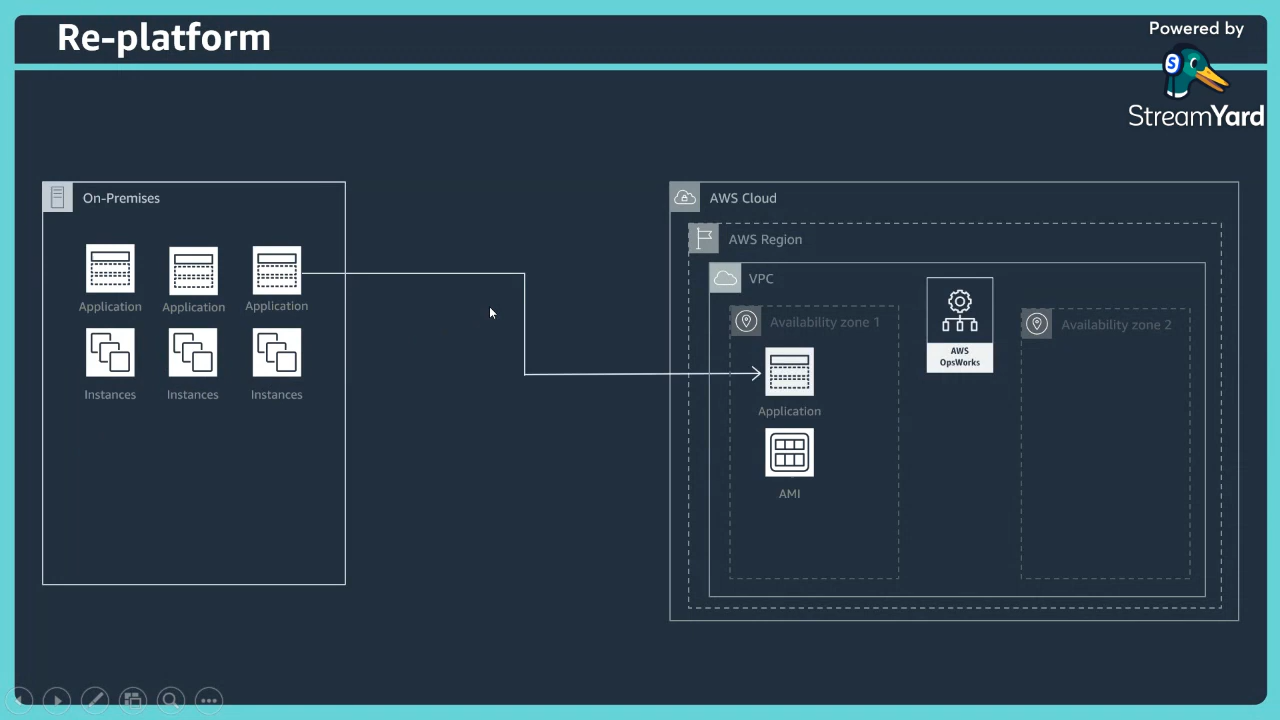 Re-platform
Powered by
S
StreamYard
On-Premises
Application
Application
Application
Instances
Instances
Instances
AWS Cloud
AWS Region
VPC
Availability zone 1
Application
AMI
AWS
OpsWorks
Availability zone 2